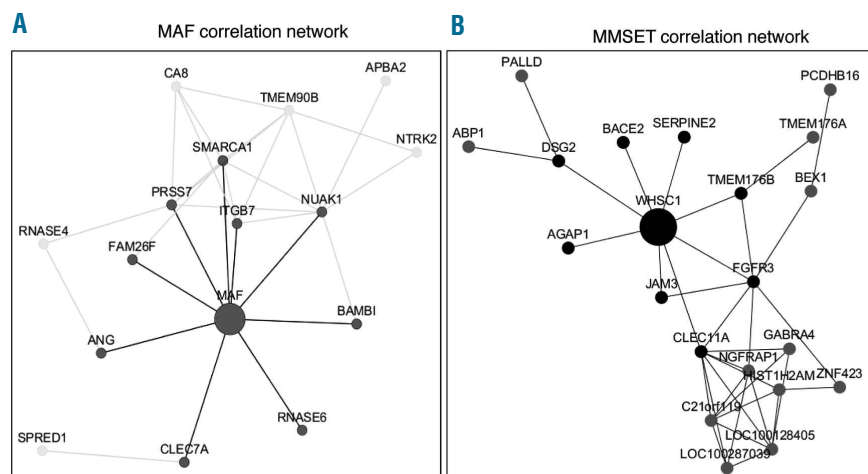 A
MAF correlation network
CA8
APBA2
TMEM90B
SMARCA1
NTRK2
PRSS7
ITGB7
NUAK1
RNASE4
FAM26F
MAF
BAMBI
ANG
RNASE6
SPRED1
CLEC7A
B
MMSET correlation network
PALLD
PCDHB16
ABP1
BACE2
SERPINE2
TMEM176A
DSG2
TMEM176B
BEX1
WHSC1
AGAP1
FGFR3
JAM3
CLEC11A
GABRA4
NGFRAP1
HIST1H2AM
ZNF423
C21orf119
LOC100128405
LOC100287039